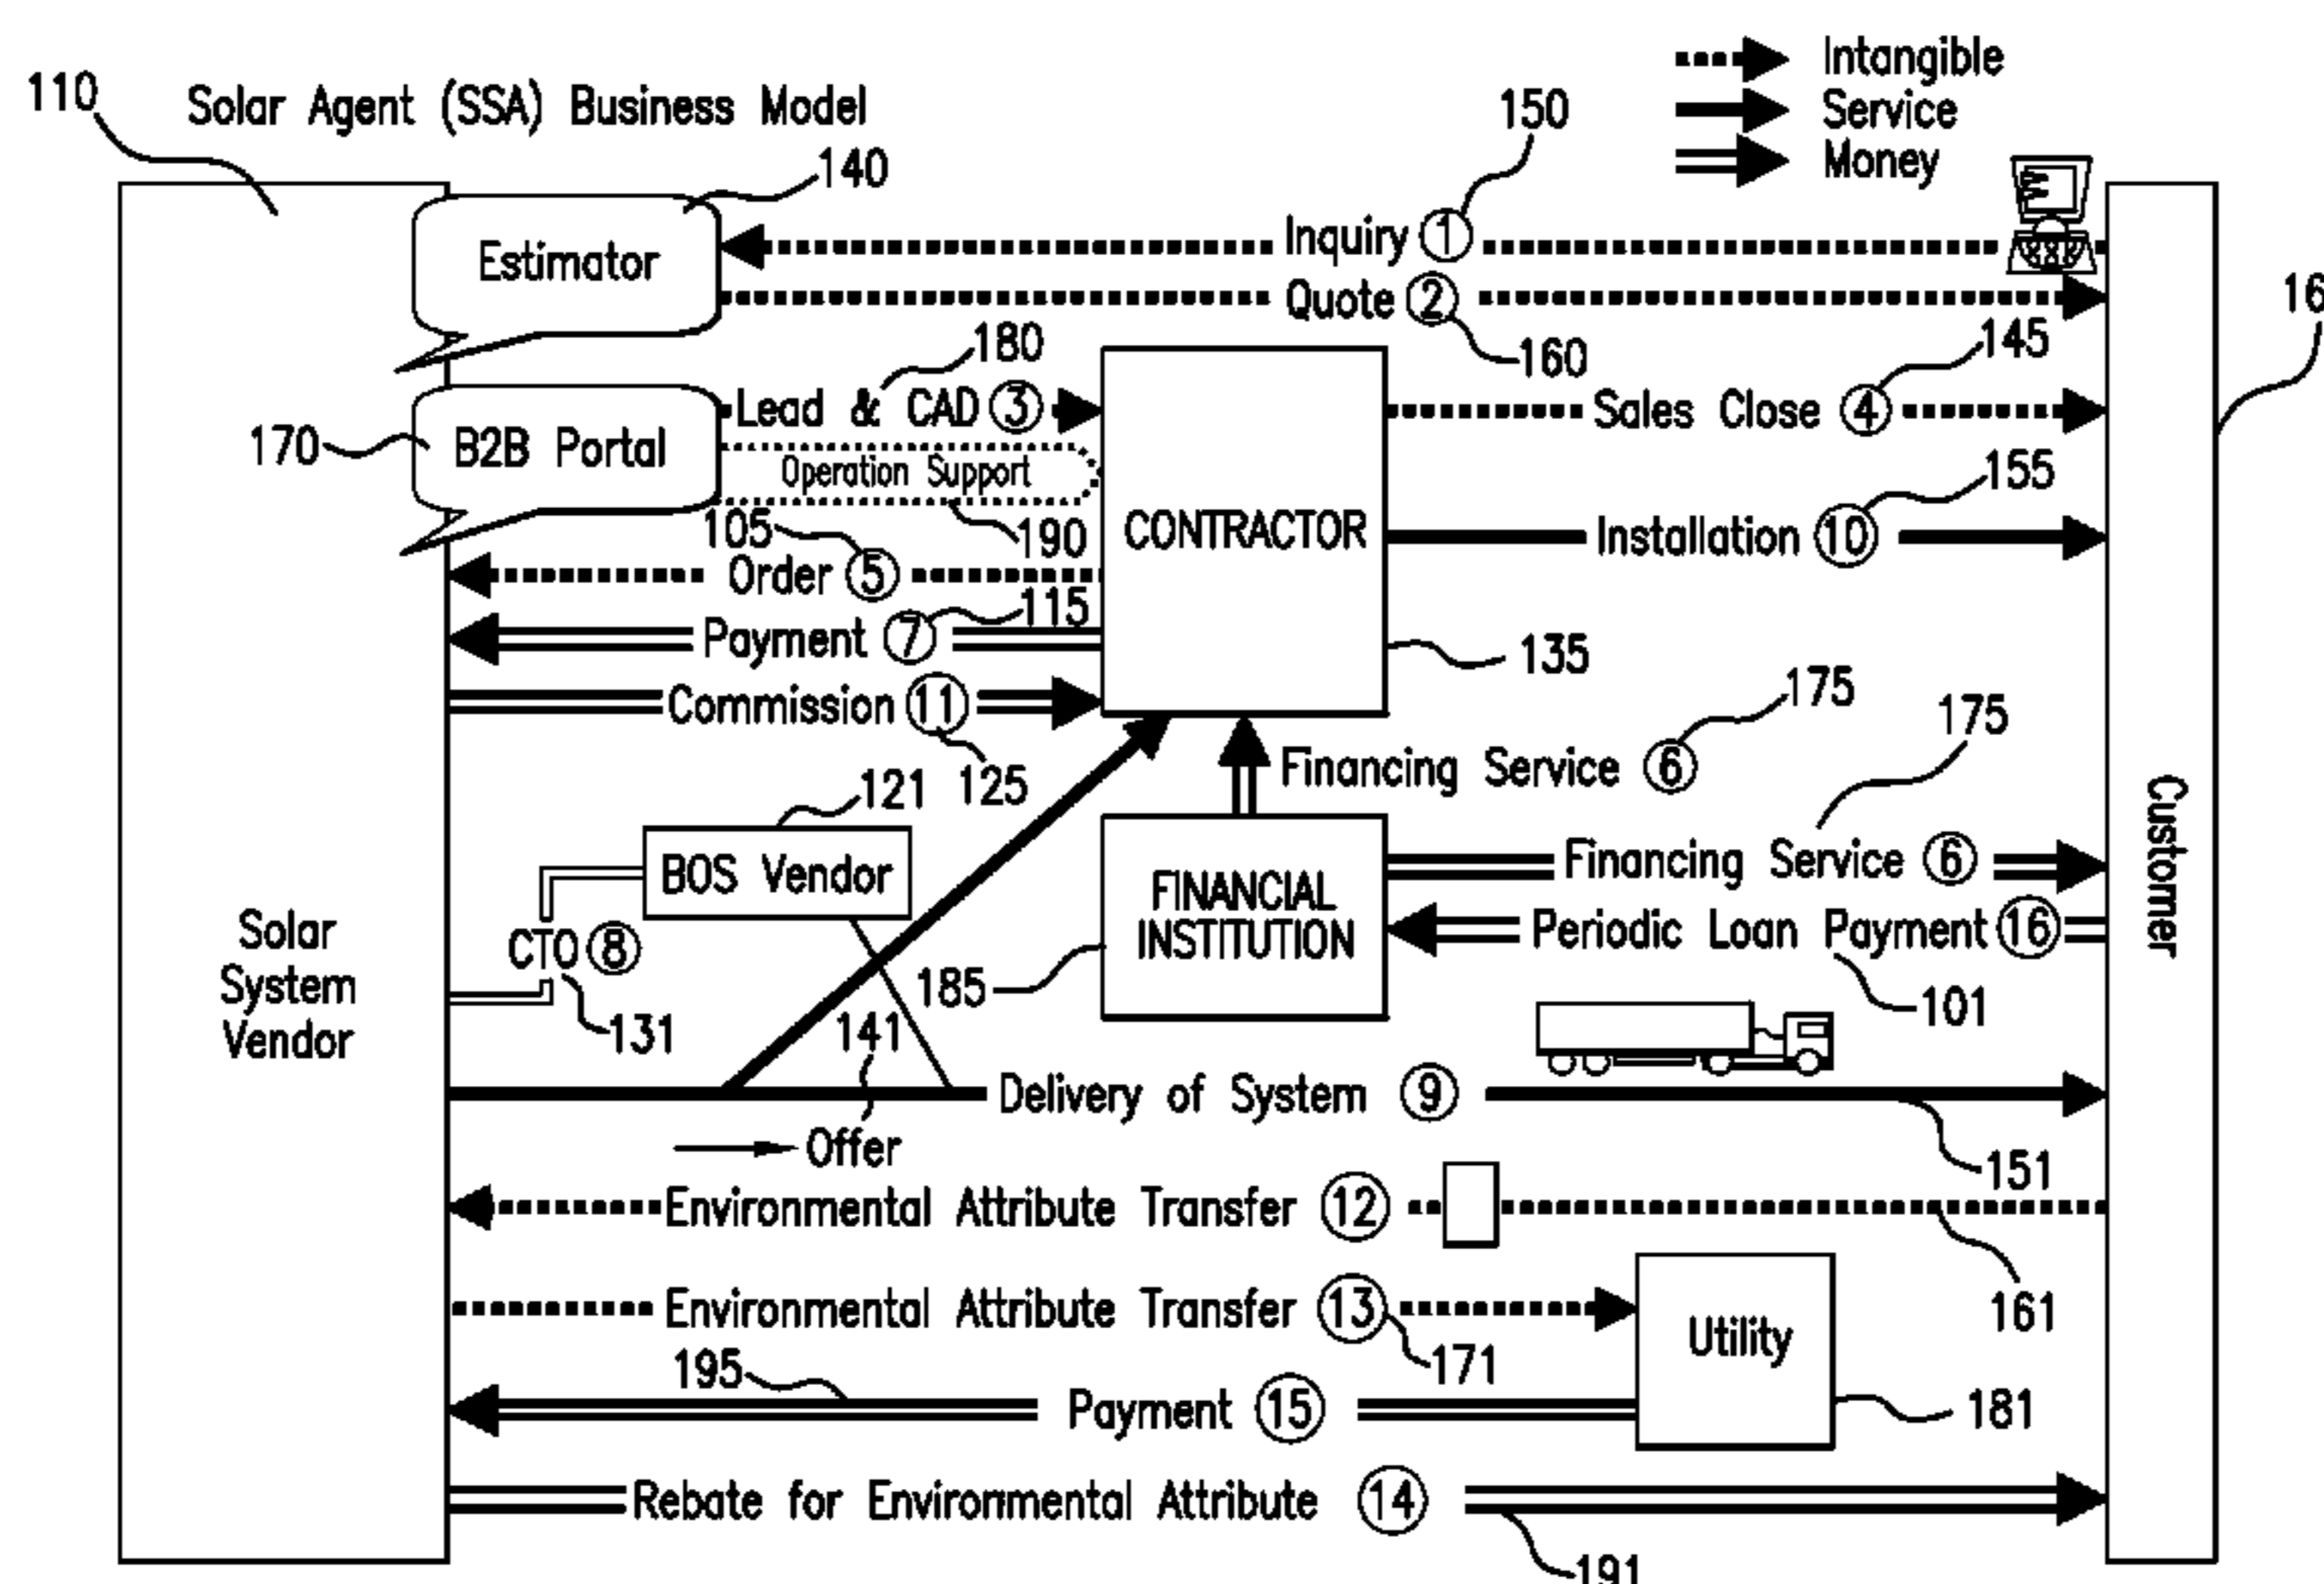 Intangible
110
Solar Agent (SSA) Business Model
150
Service
Money
140
Inquiry 1
Estimator
Quote 2
16
180
160
145
Lead & CAD 3
Sales Close 4
170
B2B Portal
Operation Support
155
105
190
CONTRACTOR
Installation 10
Order 5
115
Payment 7
135
Commission 11
175
175
125
Financing Service 6
121
BOS Vendor
Financing Service 6
Customer
FINANCIAL
INSTITUTION
Periodic Loan Payment 16
CTO 8
185
101
Solar
System
Vendor
131
141
Delivery of System 9
Offer
151
Environmental Attribute Transfer 12
161
Environmental Attribute Transfer 13
Utility
171
195
Payment 15
181
Rebate for Environmental Attribute 14
191